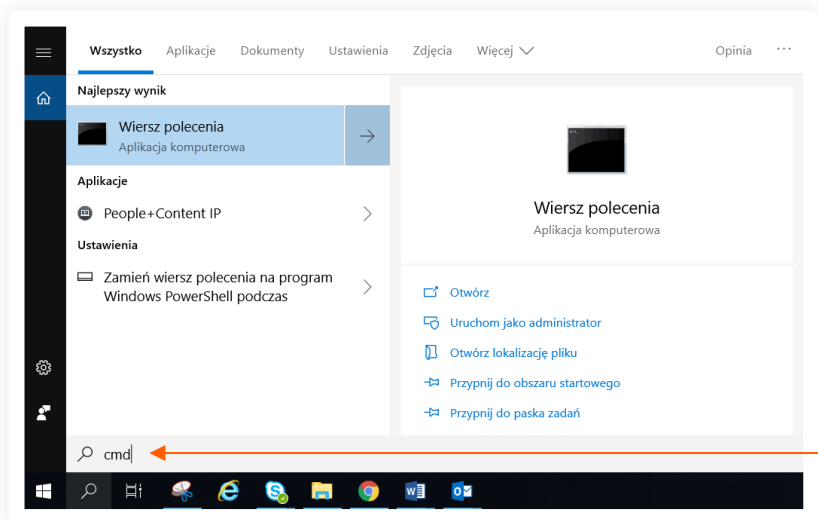 Wszystko Aplikacje Dokumenty Ustawienia Zdjęcia Więcej Opinia ...
Najlepszy wynik
Wiersz polecenia
Aplikacja komputerowa
Aplikacje
People+Content IP
Ustawienia
Zamień wiersz polecenia na program
Windows PowerShell podczas
Wiersz polecenia
Aplikacja komputerowa
Otwórz
Uruchom jako administrator
Otwórz lokalizację pliku
Przypnij do obszaru startowego
Przypnij do paska zadań
cmd